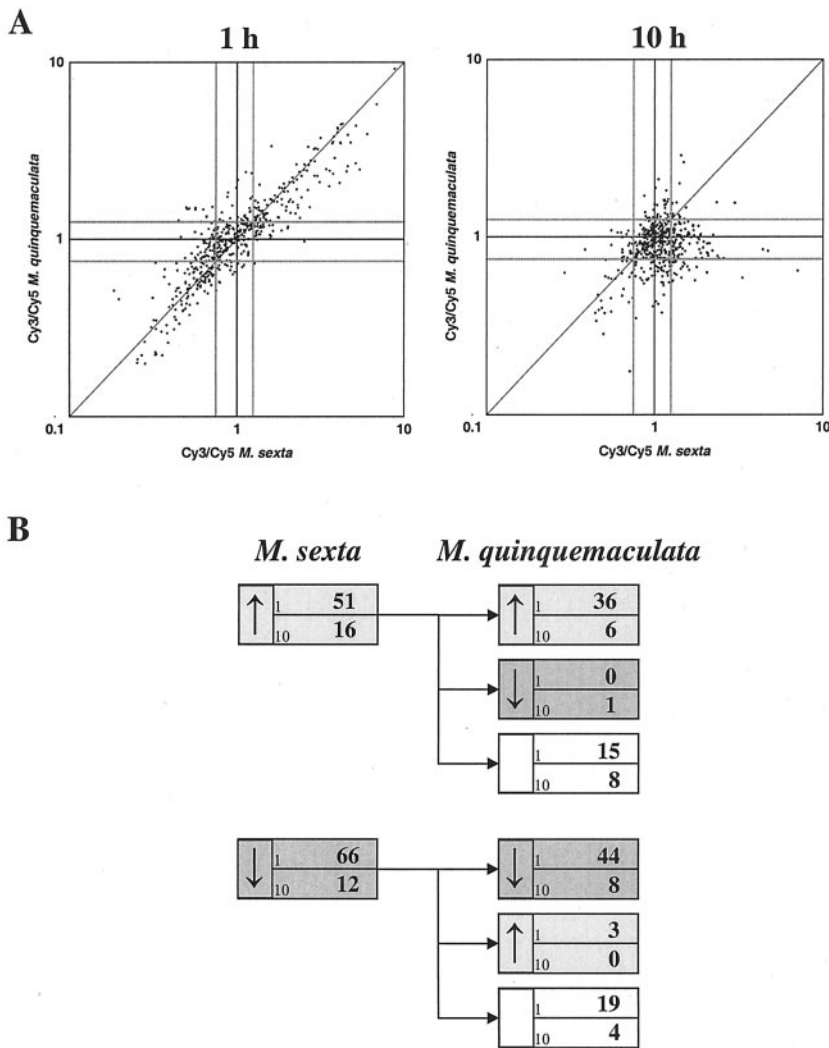 A
1 h
10 h
10
1
.
0.1
1
10
Cy3/Cy5 M. quinquemaculata
Cy3/Cy5 M. sexta
10
1
.
0.1
1
10
Cy3/Cy5 M. quinquemaculata
Cy3/Cy5 M. sexta
B
M. sexta
M. quinquemaculata
↑ 1 51
10 16
↑ 1 36
10 6
↓ 1 0
10 1
1 15
10 8
↓ 1 66
10 12
↓ 1 44
10 8
↑ 1 3
10 0
1 19
10 4